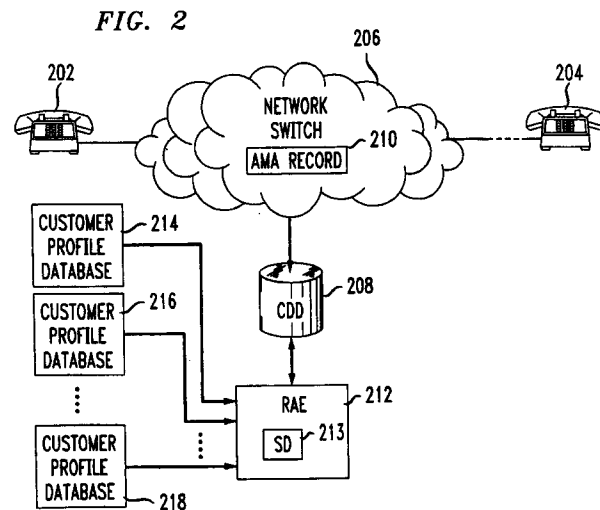 FIG. 2
202
206
204
NETWORK
SWITCH
210
AMA RECORD
CUSTOMER
PROFILE
DATABASE
214
CUSTOMER
PROFILE
DATABASE
216
CDD
208
RAE
212
SD
213
CUSTOMER
PROFILE
DATABASE
218